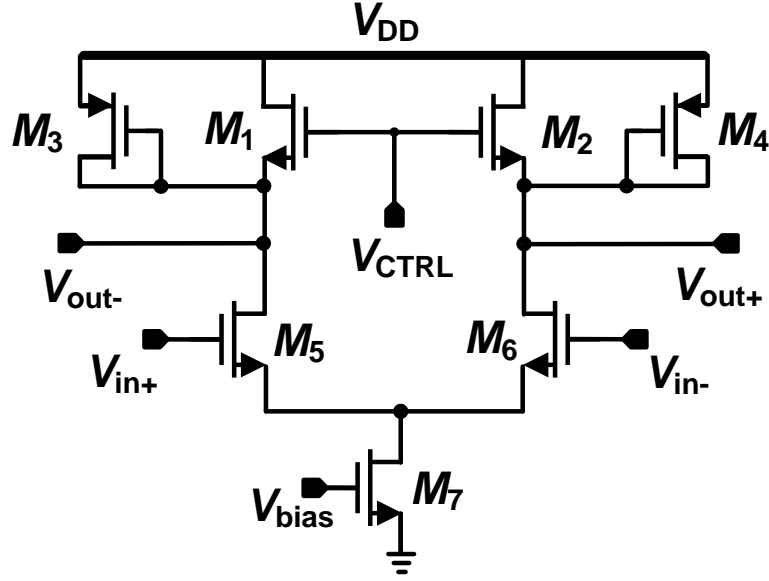 VDD
M3 M1 M2 M4
VCTRL
Vout- Vout+
M5 M6
Vin+ Vin-
M7
Vbias